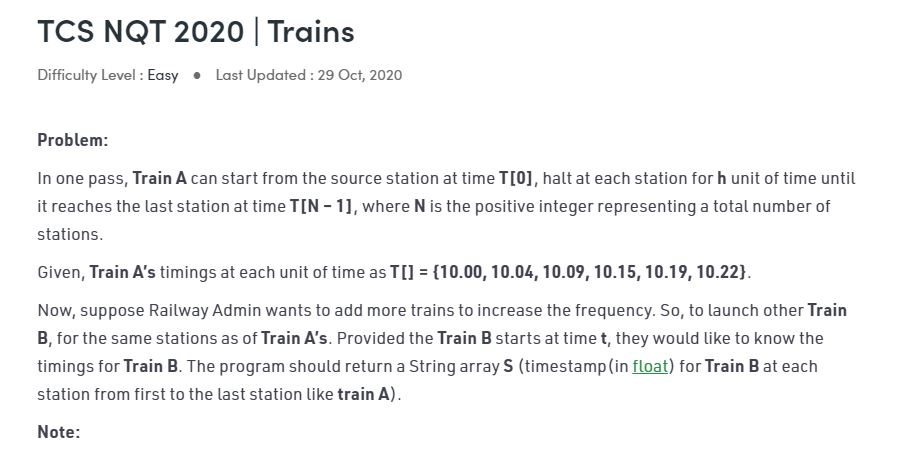 TCS NQT 2020 | Trains
Difficulty Level : Easy ● Last Updated : 29 Oct, 2020
Problem:
In one pass, Train A can start from the source station at time T[0], halt at each station for h unit of time until
it reaches the last station at time T[N – 1], where N is the positive integer representing a total number of
stations.
Given, Train A's timings at each unit of time as T[] = {10.00, 10.04, 10.09, 10.15, 10.19, 10.22}.
Now, suppose Railway Admin wants to add more trains to increase the frequency. So, to launch other Train
B, for the same stations as of Train A's. Provided the Train B starts at time t, they would like to know the
timings for Train B. The program should return a String array S (timestamp(in float) for Train B at each
station from first to the last station like train A).
Note: